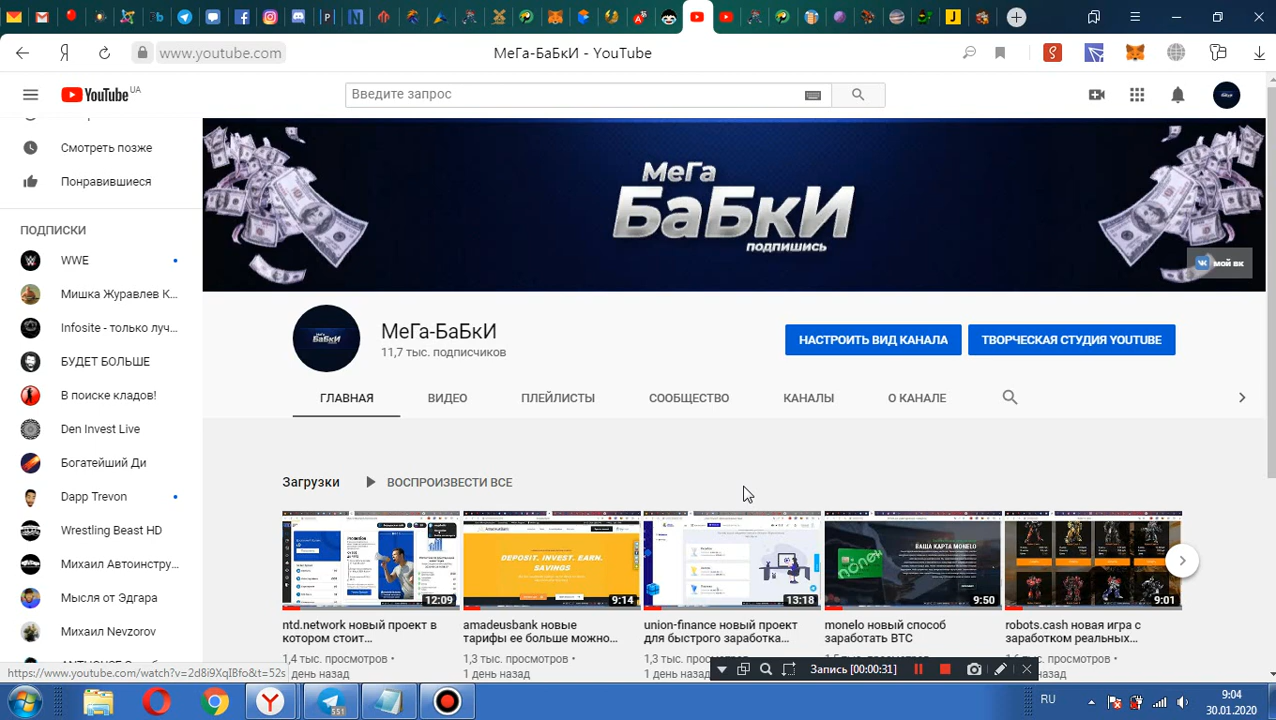 www.youtube.com
МеГа-БаБкИ - YouTube
YouTube UA
Введите запрос
Смотреть позже
Понравившиеся
ПОДПИСКИ
WWE
Мишка Журавлев К...
Infosite - только луч...
БУДЕТ БОЛЬШЕ
В поиске кладов!
Den Invest Live
Богатейший Ди
Dapp Trevon
Wrestling Beast HD
Михаил Автоинстру...
Мысля от Эдгара
Михаил Nevzorov
МеГа
БаБкИ
подпишись
мой вк
МеГа-БаБкИ
11,7 тыс. подписчиков
НАСТРОИТЬ ВИД КАНАЛА
ТВОРЧЕСКАЯ СТУДИЯ YOUTUBE
ГЛАВНАЯ
ВИДЕО
ПЛЕЙЛИСТЫ
СООБЩЕСТВО
КАНАЛЫ
О КАНАЛЕ
Загрузки
ВОСПРОИЗВЕСТИ ВСЕ
12:09
ntd.network новый проект в
котором стоит...
1,4 тыс. просмотров •
1 день назад
DEPOSIT. INVEST. EARN.
SAVINGS
9:14
amadeusbank новые
тарифы ее больше можно...
1,3 тыс. просмотров •
1 день назад
13:18
union-finance новый проект
для быстрого заработка...
1,3 тыс. просмотров •
1 день назад
ВАША КАРТА MONELO
9:50
monelo новый способ
заработать BTC
9:01
robots.cash новая игра с
заработком реальных...
https://www.youtube.com/watch?v=2d8i9XqIBfo&t=52s
Запись [00:00:31]
551
RU
9:04
30.01.2020